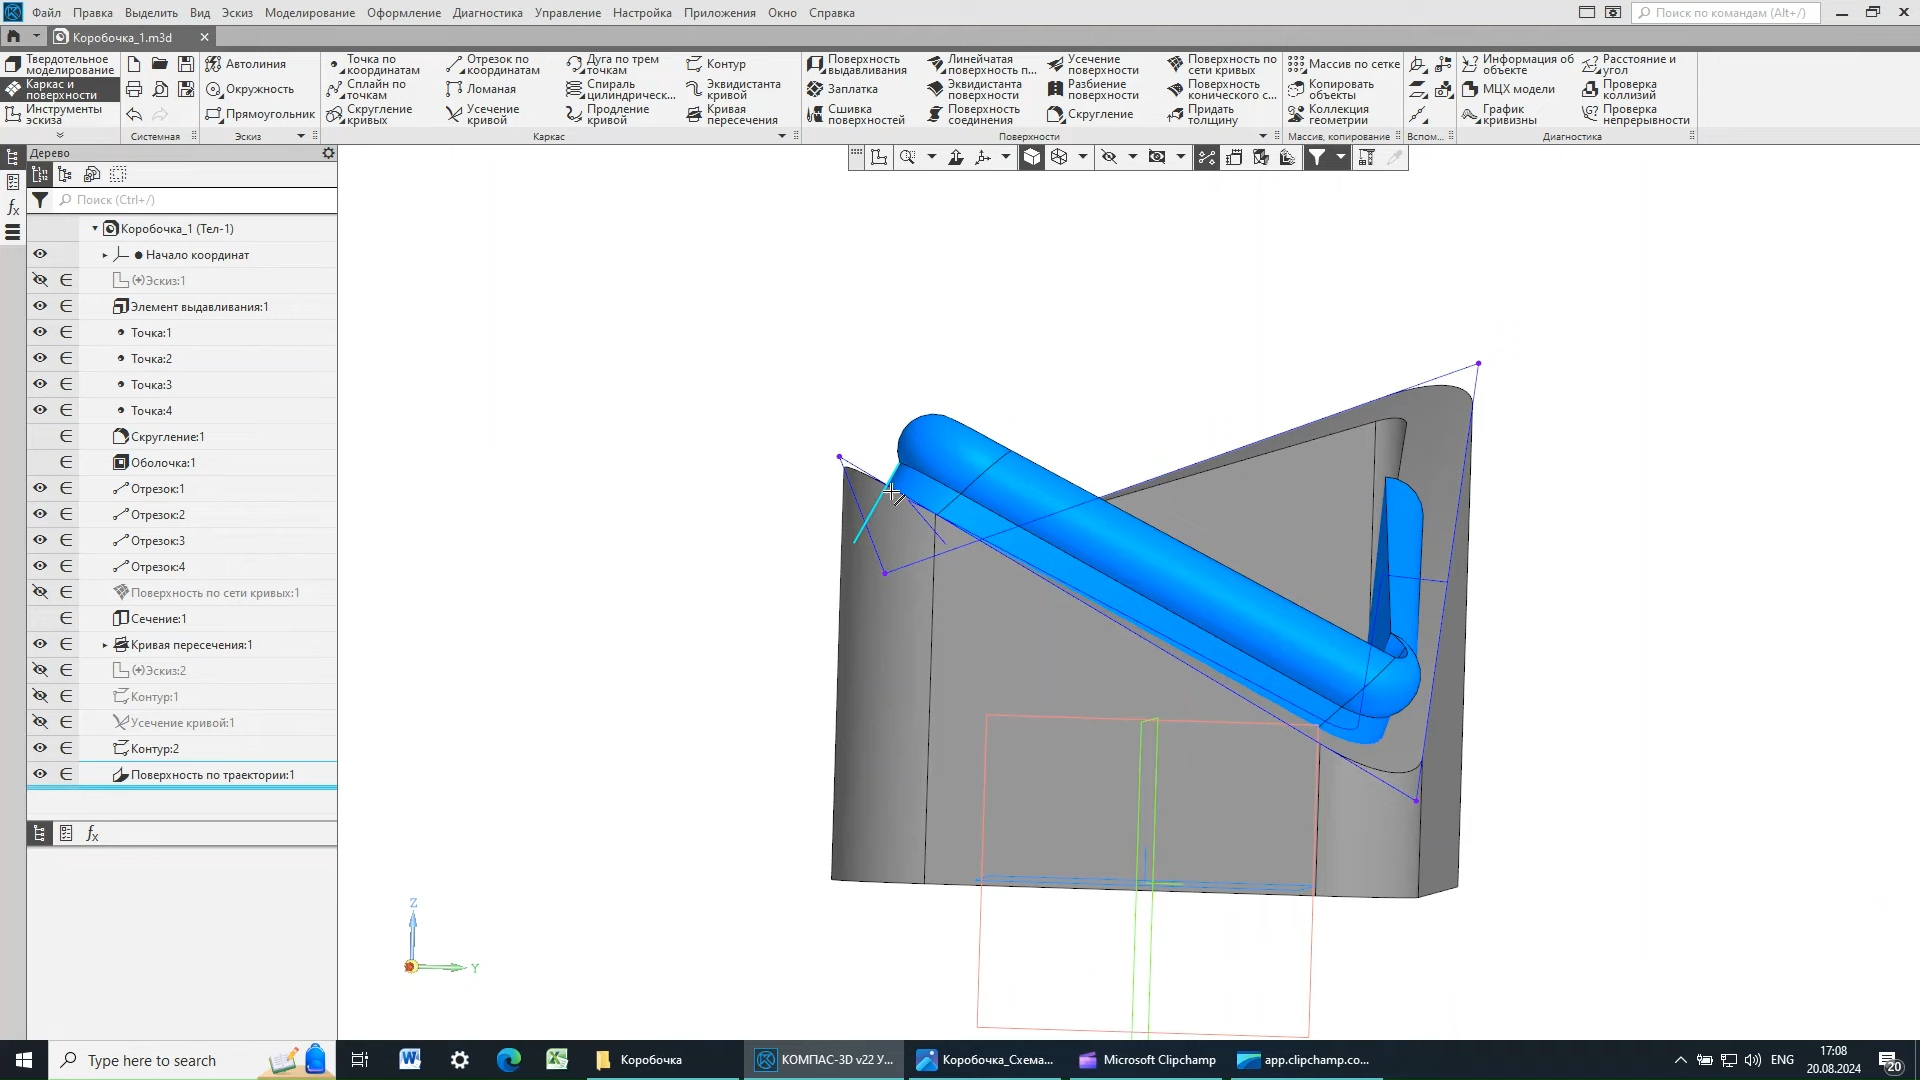 Файл Правка Выделить Вид Эскиз Моделирование Оформление Диагностика Управление Настройка Приложения Окно Справка
Поиск по командам (Alt+/)
Коробочка_1.m3d
Твердотельное моделирование
Каркас и поверхности
Инструменты эскиза
Системная
Автолиния
Окружность
Прямоугольник
Эскиз
Точка по координатам
Сплайн по точкам
Скругление кривых
Отрезок по координатам
Ломаная
Усечение кривой
Дуга по трем точкам
Спираль цилиндрическ...
Продление кривой
Контур
Эквидистанта кривой
Кривая пересечения
Каркас
Поверхность выдавливания
Заплатка
Сшивка поверхностей
Линейчатая поверхность п...
Эквидистанта поверхности
Поверхность соединения
Усечение поверхности
Разбиение поверхности
Скругление
Поверхность по сети кривых
Поверхность конического с...
Придать толщину
Поверхности
Массив по сетке
Копировать объекты
Коллекция геометрии
Массив, копирование
Вспом...
Информация об объекте
МЦХ модели
График кривизны
Расстояние и угол
Проверка коллизий
Проверка непрерывности
Диагностика
Дерево
Поиск (Ctrl+/)
Коробочка_1 (Тел-1)
Начало координат
(+)Эскиз:1
Элемент выдавливания:1
Точка:1
Точка:2
Точка:3
Точка:4
Скругление:1
Оболочка:1
Отрезок:1
Отрезок:2
Отрезок:3
Отрезок:4
Поверхность по сети кривых:1
Сечение:1
Кривая пересечения:1
(+)Эскиз:2
Контур:1
Усечение кривой:1
Контур:2
Поверхность по траектории:1
fx
fx
Z
Y
Type here to search
Коробочка
КОМПАС-3D v22 У...
Коробочка_Схема...
Microsoft Clipchamp
app.clipchamp.co...
ENG
17:08
20.08.2024
20